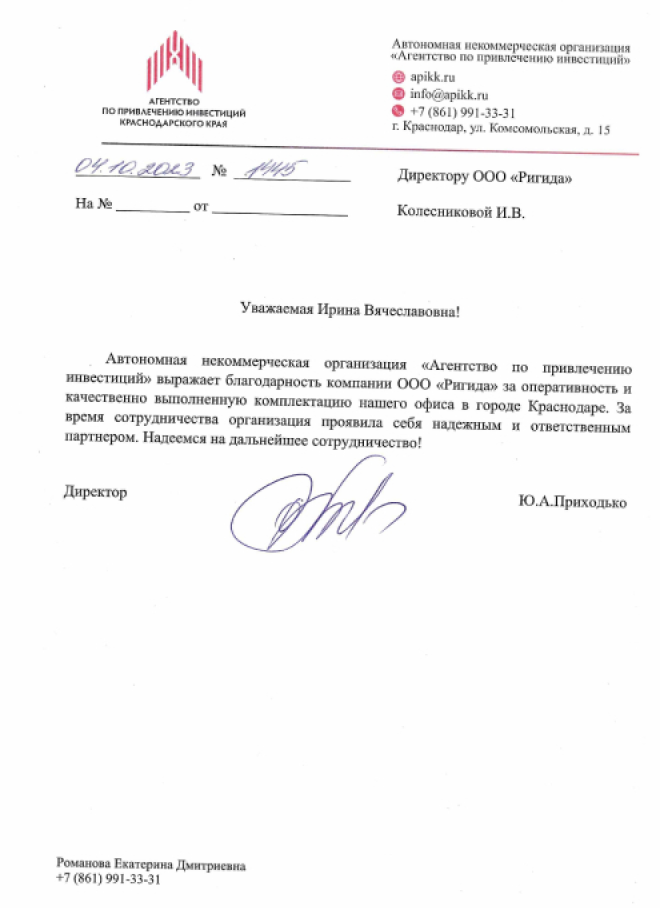 АГЕНТСТВО
ПО ПРИВЛЕЧЕНИЮ ИНВЕСТИЦИЙ
КРАСНОДАРСКОГО КРАЯ
Автономная некоммерческая организация
«Агентство по привлечению инвестиций»
apikk.ru
info@apikk.ru
+7 (861) 991-33-31
г. Краснодар, ул. Комсомольская, д. 15
04.10.2023 № 1445
На № __________ от __________________
Директору ООО «Ригида»
Колесниковой И.В.
Уважаемая Ирина Вячеславовна!
Автономная некоммерческая организация «Агентство по привлечению
инвестиций» выражает благодарность компании ООО «Ригида» за оперативность и
качественно выполненную комплектацию нашего офиса в городе Краснодаре. За
время сотрудничества организация проявила себя надежным и ответственным
партнером. Надеемся на дальнейшее сотрудничество!
Директор
Ю.А.Приходько
Романова Екатерина Дмитриевна
+7 (861) 991-33-31